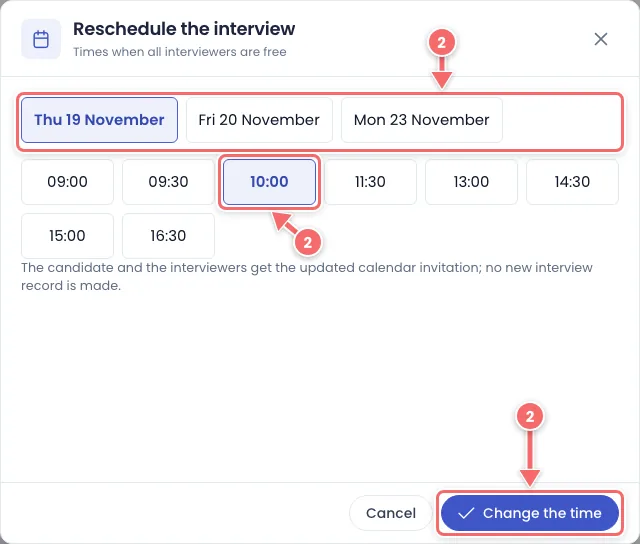 Reschedule the interview
Times when all interviewers are free
2
Thu 19 November Fri 20 November Mon 23 November
09:00 09:30 10:00 11:30 13:00 14:30
15:00 16:30
2
The candidate and the interviewers get the updated calendar invitation; no new interview
record is made.
2
Cancel Change the time